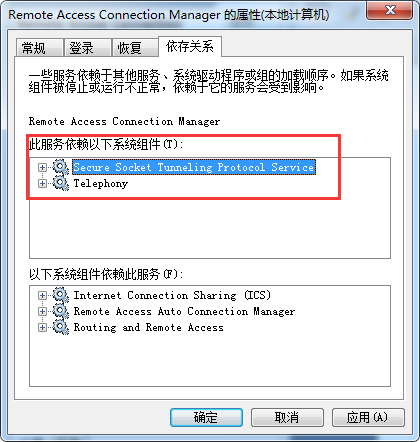 Remote Access Connection Manager 的属性(本地计算机)
常规 登录 恢复 依存关系
一些服务依赖于其他服务、系统驱动程序或组的加载顺序。如果系统
组件被停止或运行不正常，依赖于它的服务会受到影响。
Remote Access Connection Manager
此服务依赖以下系统组件(T):
Secure Socket Tunneling Protocol Service
Telephony
以下系统组件依赖此服务(F):
Internet Connection Sharing (ICS)
Remote Access Auto Connection Manager
Routing and Remote Access
确定 取消 应用(A)